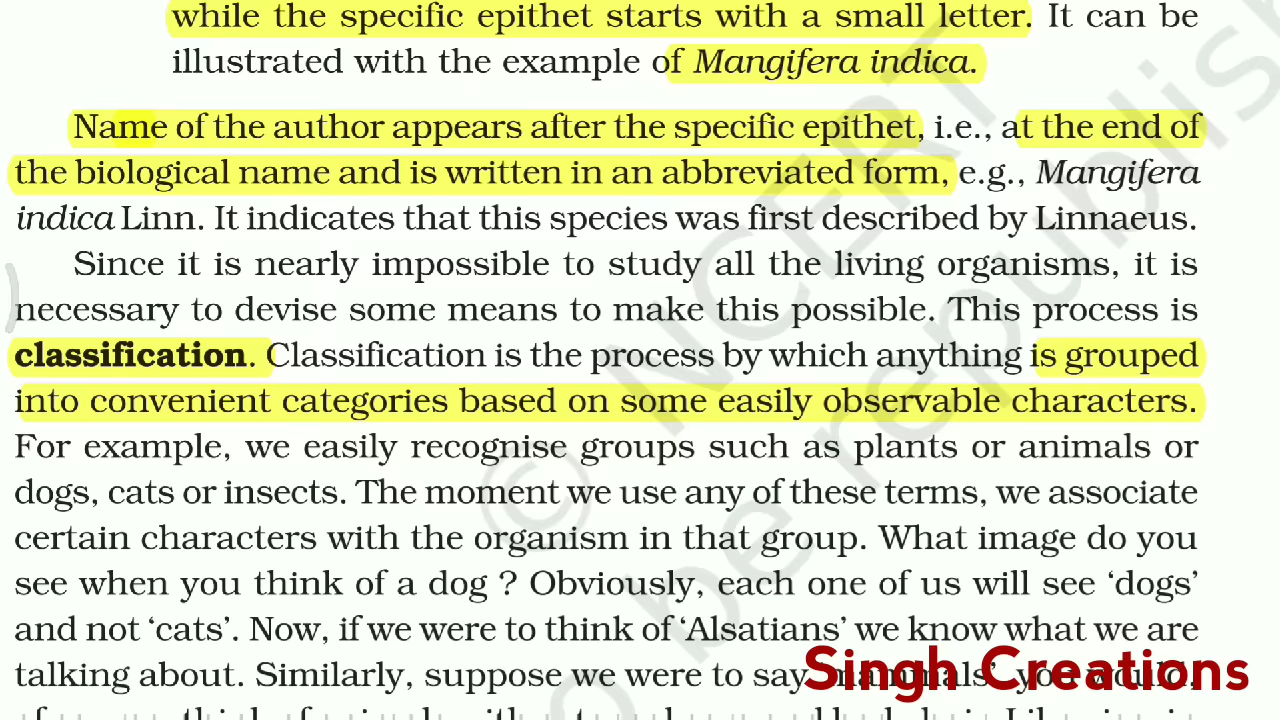 while the specific epithet starts with a small letter. It can be
illustrated with the example of Mangifera indica.
Name of the author appears after the specific epithet, i.e., at the end of
the biological name and is written in an abbreviated form, e.g., Mangifera
indica Linn. It indicates that this species was first described by Linnaeus.
Since it is nearly impossible to study all the living organisms, it is
necessary to devise some means to make this possible. This process is
classification. Classification is the process by which anything is grouped
into convenient categories based on some easily observable characters.
For example, we easily recognise groups such as plants or animals or
dogs, cats or insects. The moment we use any of these terms, we associate
certain characters with the organism in that group. What image do you
see when you think of a dog ? Obviously, each one of us will see ‘dogs’
and not ‘cats’. Now, if we were to think of ‘Alsatians’ we know what we are
talking about. Similarly, suppose we were to say ‘mammals’, you would,
Singh Creations
© NCERT
be republish